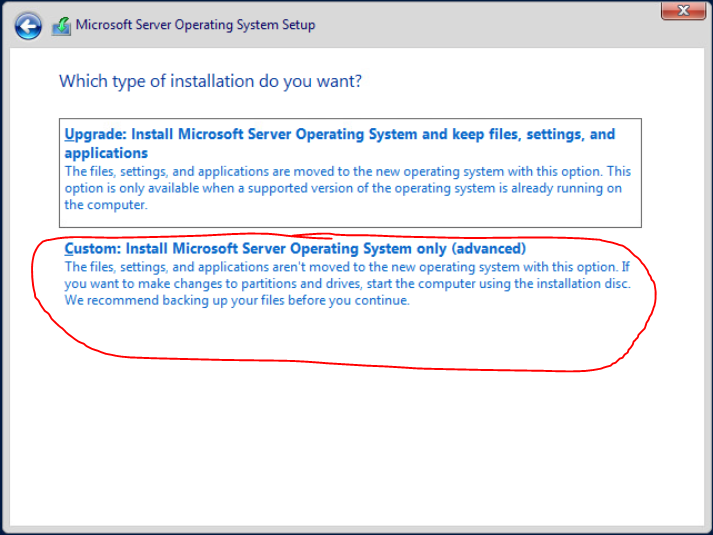 Microsoft Server Operating System Setup
Which type of installation do you want?
Upgrade: Install Microsoft Server Operating System and keep files, settings, and
applications
The files, settings, and applications are moved to the new operating system with this option. This
option is only available when a supported version of the operating system is already running on
the computer.
Custom: Install Microsoft Server Operating System only (advanced)
The files, settings, and applications aren't moved to the new operating system with this option. If
you want to make changes to partitions and drives, start the computer using the installation disc.
We recommend backing up your files before you continue.